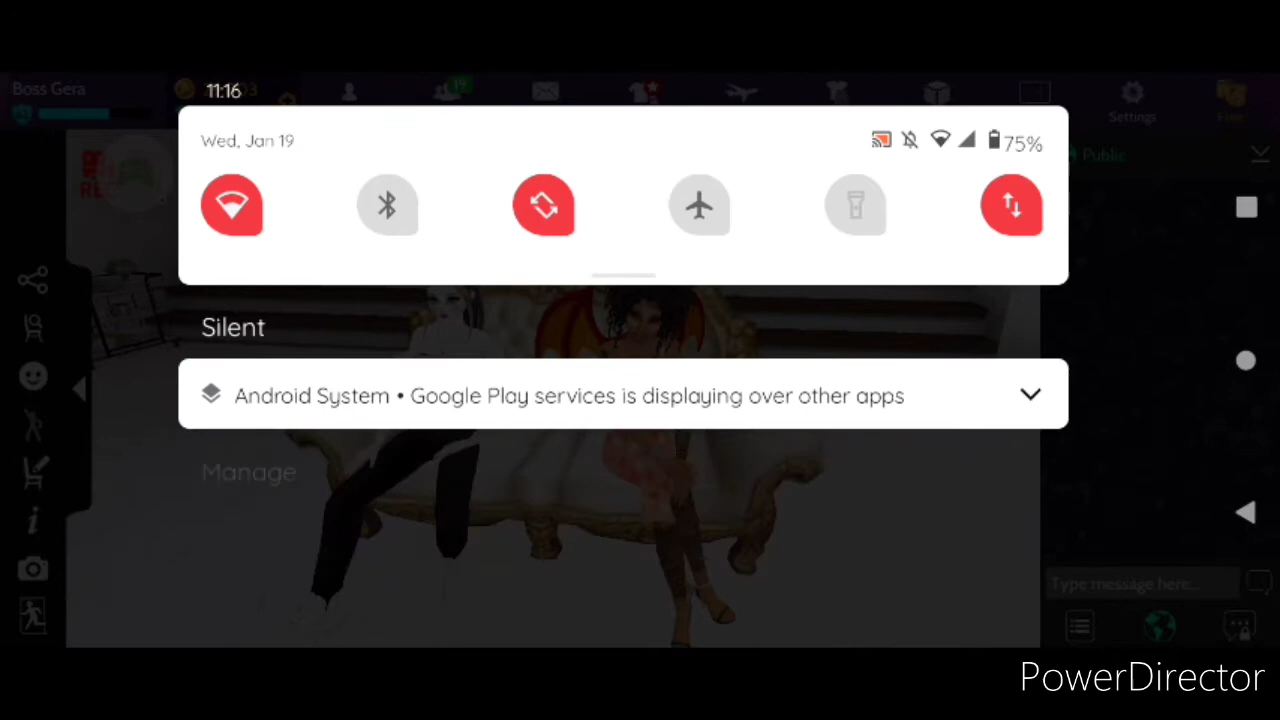 Boss Gera
11:16
19
Settings
Wed, Jan 19
75%
Public
Silent
Android System • Google Play services is displaying over other apps
Manage
Type message here...
PowerDirector